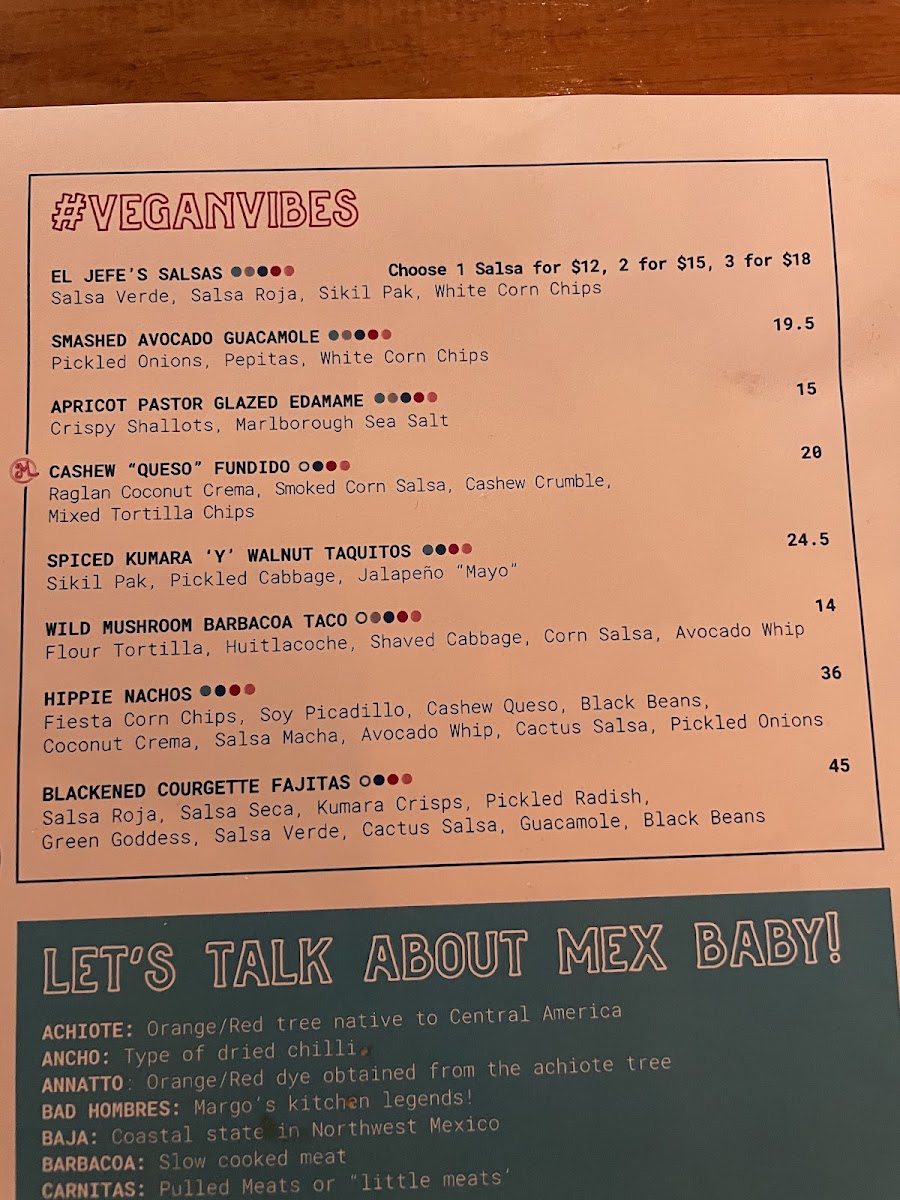 #VEGANVIBES
EL JEFE'S SALSAS Choose 1 Salsa for $12, 2 for $15, 3 for $18
Salsa Verde, Salsa Roja, Sikil Pak, White Corn Chips
SMASHED AVOCADO GUACAMOLE 19.5
Pickled Onions, Pepitas, White Corn Chips
APRICOT PASTOR GLAZED EDAMAME 15
Crispy Shallots, Marlborough Sea Salt
M CASHEW “QUESO” FUNDIDO 20
Raglan Coconut Crema, Smoked Corn Salsa, Cashew Crumble,
Mixed Tortilla Chips
SPICED KUMARA ‘Y’ WALNUT TAQUITOS 24.5
Sikil Pak, Pickled Cabbage, Jalapeño “Mayo”
WILD MUSHROOM BARBACOA TACO 14
Flour Tortilla, Huitlacoche, Shaved Cabbage, Corn Salsa, Avocado Whip
HIPPIE NACHOS 36
Fiesta Corn Chips, Soy Picadillo, Cashew Queso, Black Beans,
Coconut Crema, Salsa Macha, Avocado Whip, Cactus Salsa, Pickled Onions
BLACKENED COURGETTE FAJITAS 45
Salsa Roja, Salsa Seca, Kumara Crisps, Pickled Radish,
Green Goddess, Salsa Verde, Cactus Salsa, Guacamole, Black Beans
LET'S TALK ABOUT MEX BABY!
ACHIOTE: Orange/Red tree native to Central America
ANCHO: Type of dried chilli.
ANNATTO: Orange/Red dye obtained from the achiote tree
BAD HOMBRES: Margo's kitchen legends!
BAJA: Coastal state in Northwest Mexico
BARBACOA: Slow cooked meat
CARNITAS: Pulled Meats or "little meats'